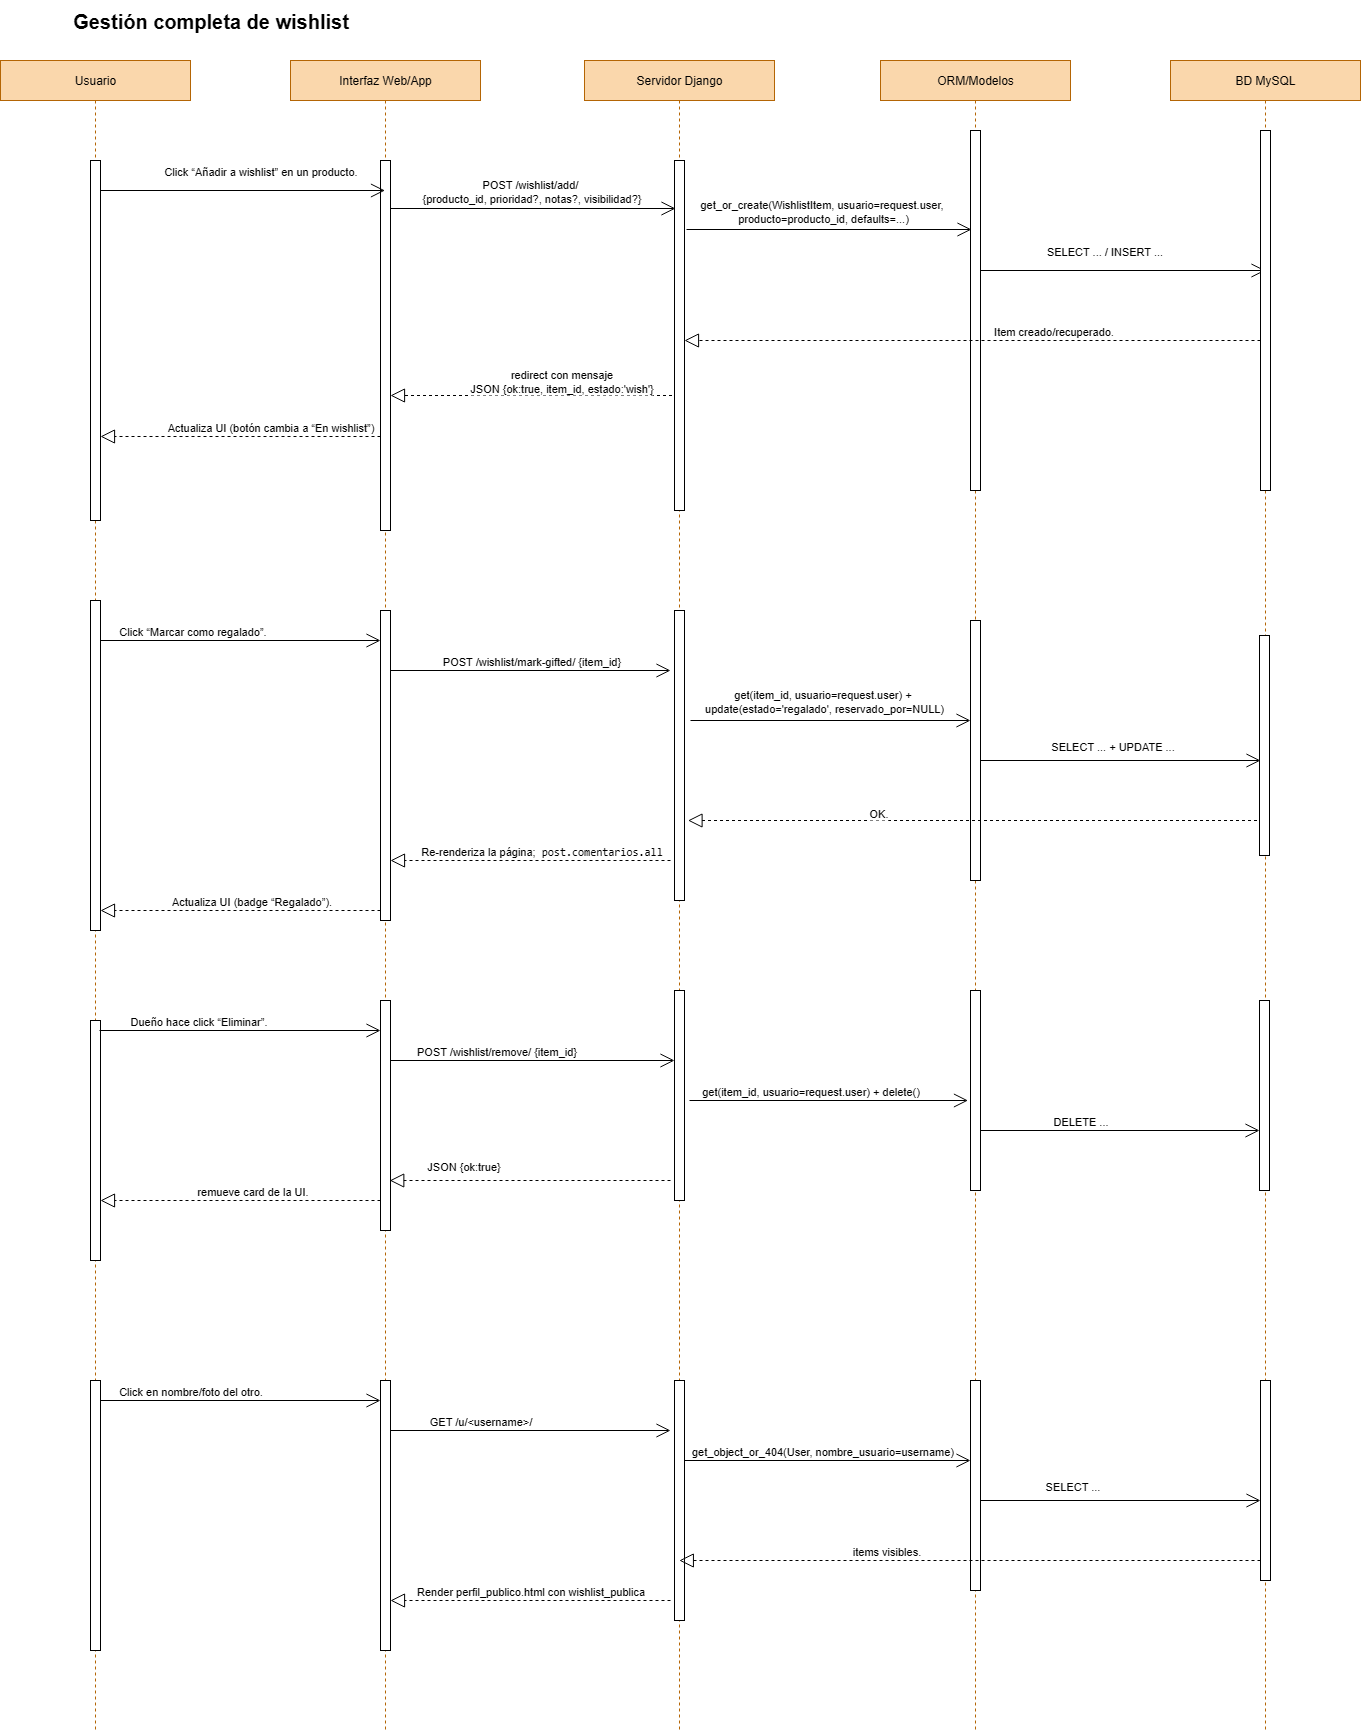 Gestión completa de wishlist
Usuario
Interfaz Web/App
Servidor Django
ORM/Modelos
BD MySQL
Click “Añadir a wishlist” en un producto.
POST /wishlist/add/
{producto_id, prioridad?, notas?, visibilidad?}
get_or_create(WishlistItem, usuario=request.user,
producto=producto_id, defaults=...)
SELECT ... / INSERT ...
Item creado/recuperado.
redirect con mensaje
JSON {ok:true, item_id, estado:'wish'}
Actualiza UI (botón cambia a “En wishlist”)
Click “Marcar como regalado”.
POST /wishlist/mark-gifted/ {item_id}
get(item_id, usuario=request.user) +
update(estado='regalado', reservado_por=NULL)
SELECT ... + UPDATE ...
OK.
Re-renderiza la página; post.comentarios.all
Actualiza UI (badge “Regalado”).
Dueño hace click “Eliminar”.
POST /wishlist/remove/ {item_id}
get(item_id, usuario=request.user) + delete()
DELETE ...
JSON {ok:true}
remueve card de la UI.
Click en nombre/foto del otro.
GET /u/<username>/
get_object_or_404(User, nombre_usuario=username)
SELECT ...
items visibles.
Render perfil_publico.html con wishlist_publica